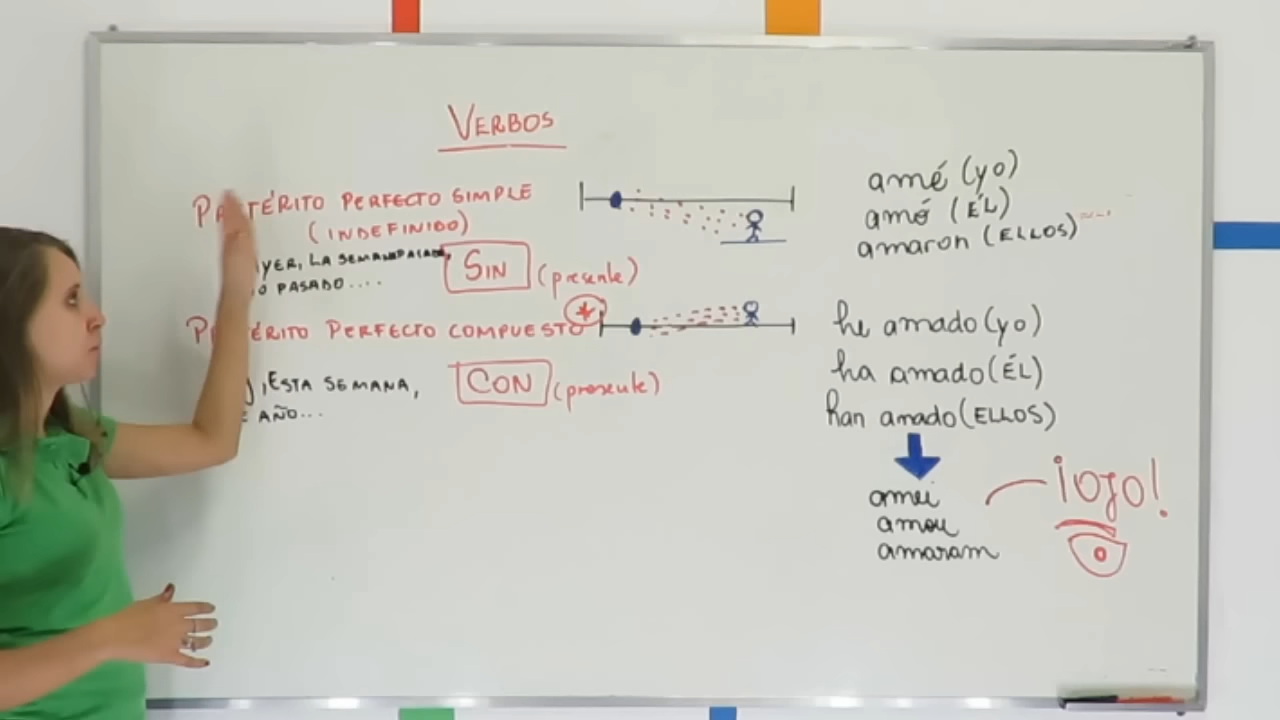 VERBOS
PRETÉRITO PERFECTO SIMPLE
(INDEFINIDO)
AYER, LA SEMANA PASADA,
PASADO....
SIN (presente)
PRETÉRITO PERFECTO COMPUESTO *
, ESTA SEMANA,
AÑO...
CON (presente)
amé (yo)
amó (ÉL)
amaron (ELLOS)
he amado (yo)
ha amado (ÉL)
han amado (ELLOS)
amei
amou
amaram
¡OJO!